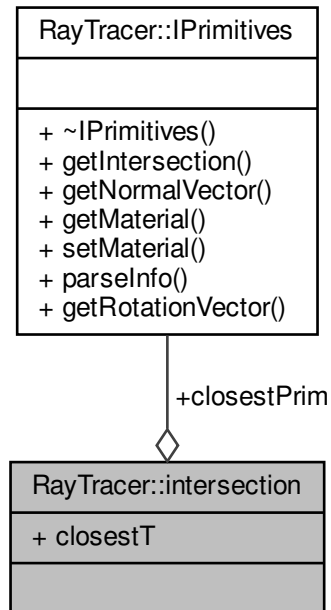 RayTracer::IPrimitives
+ ~IPrimitives()
+ getIntersection()
+ getNormalVector()
+ getMaterial()
+ setMaterial()
+ parseInfo()
+ getRotationVector()
+closestPrim
RayTracer::intersection
+ closestT